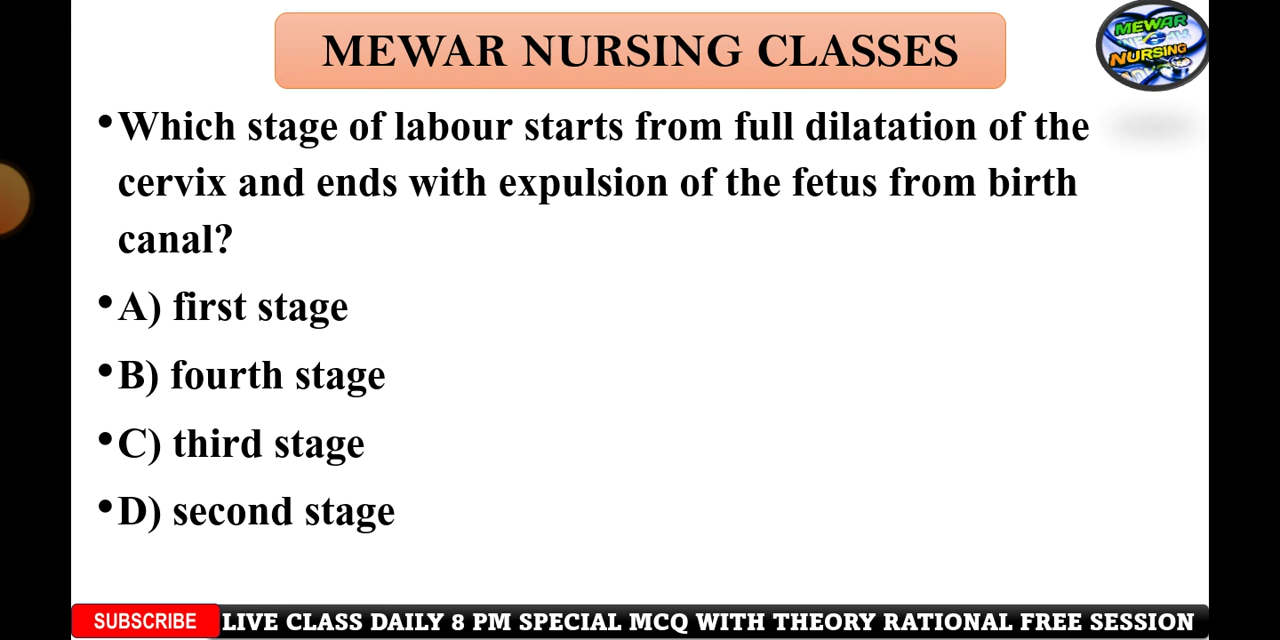 MEWAR NURSING CLASSES
MEWAR
NURSING
•Which stage of labour starts from full dilatation of the
cervix and ends with expulsion of the fetus from birth
canal?
•A) first stage
•B) fourth stage
•C) third stage
•D) second stage
SUBSCRIBE LIVE CLASS DAILY 8 PM SPECIAL MCQ WITH THEORY RATIONAL FREE SESSION